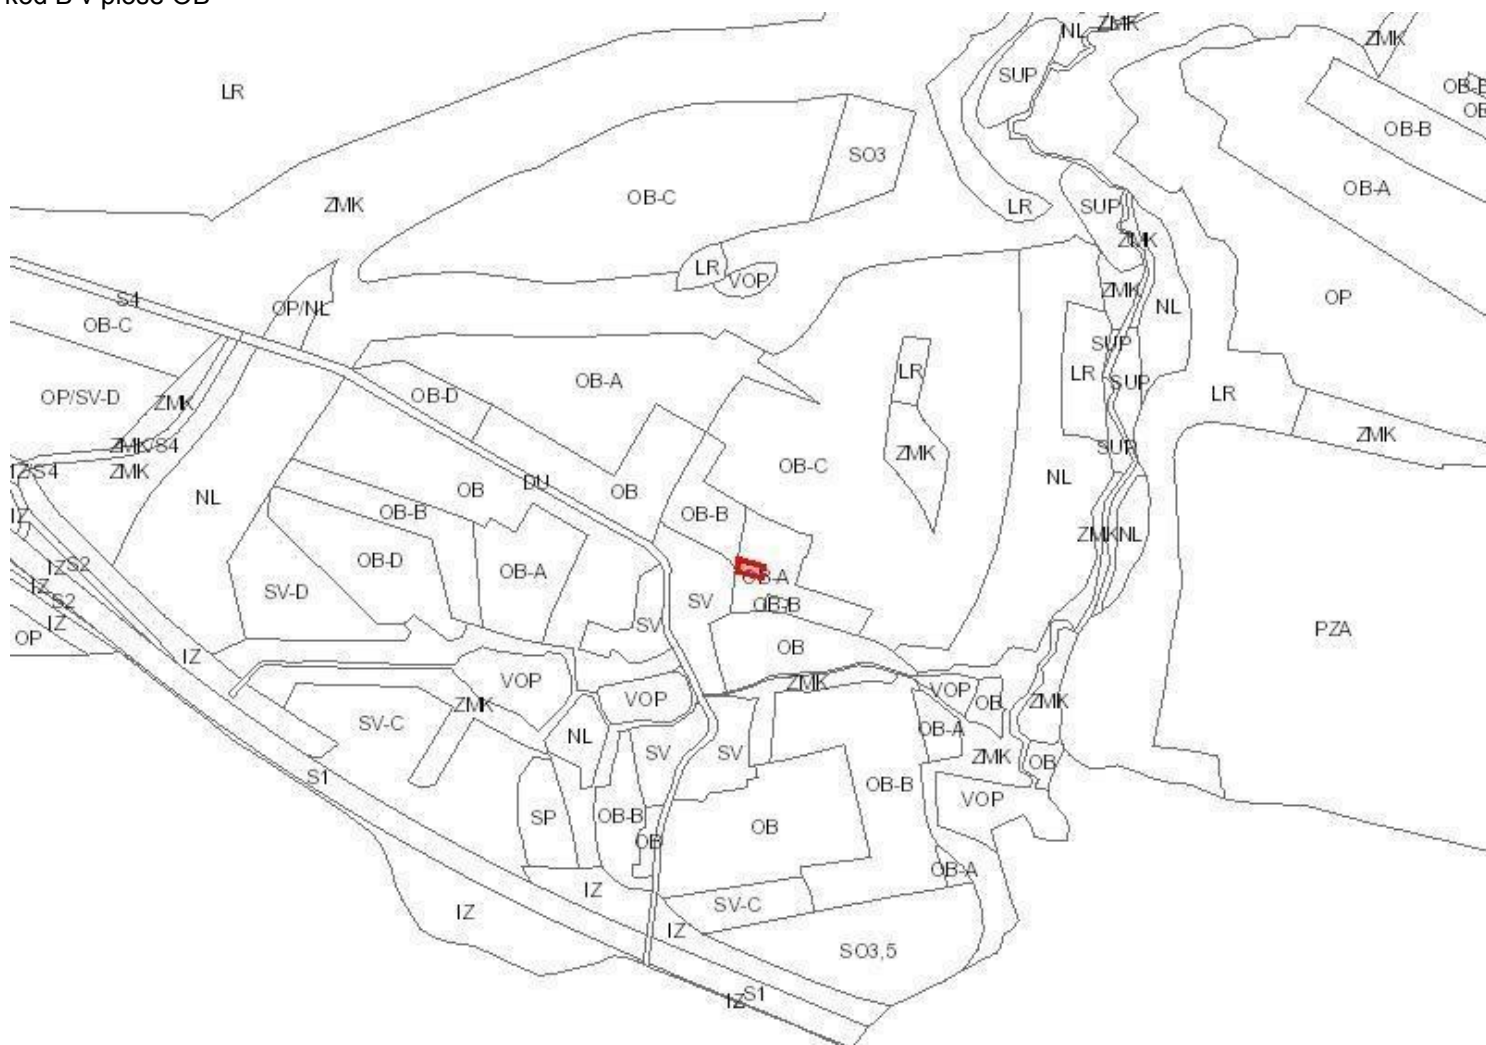 kód B v ploše OB
NL
ZMK
ZMK
SUP
LR
OB-B
SO3
OB-A
OB-C
ZMK
LR
SUP
ZMK
LR
VOP
ZMK
NL
OP
S4
OP/NL
OB-C
SUP
OB-A
LR
LR
SUP
OB-D
LR
OP/SV-D
ZMK
ZMK
ZMK/S4
SUP
ZMK
OB-C
ZMK
IZ/S4
NL
NL
OB
DU
OB
OB-B
OB-B
IZ
ZMK
NL
OB-D
OB-A
IZ
S2
OB-A
IZ
S2
SV-D
SV
OB-B
IZ
SV
OP
PZA
OB
IZ
VOP
ZMK
VOP
VOP
OB
ZMK
ZMK
SV-C
OB-A
NL
SV
SV
ZMK
OB
S1
OB-B
VOP
SP
OB-B
OB
OB
OB-A
IZ
SV-C
IZ
IZ
SO3,5
IZ
S1